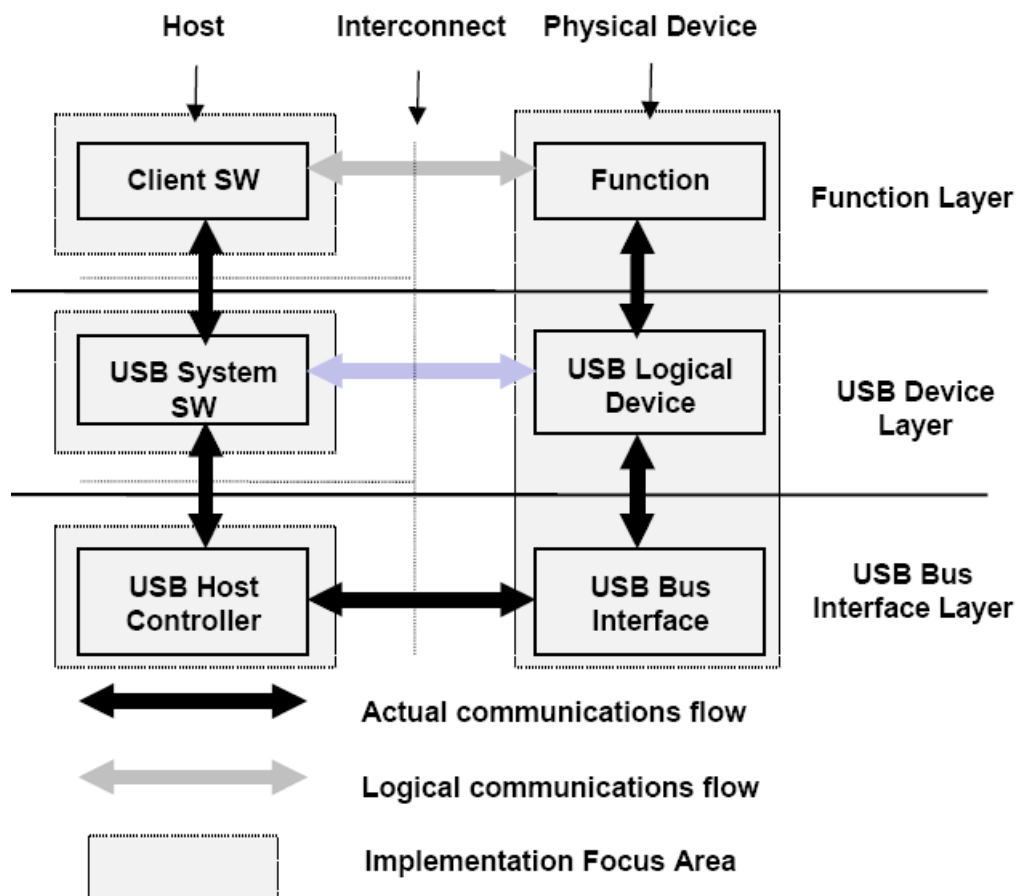 Host
Interconnect
Physical Device
Client SW
Function
Function Layer
USB System
SW
USB Logical
Device
USB Device
Layer
USB Host
Controller
USB Bus
Interface
USB Bus
Interface Layer
Actual communications flow
Logical communications flow
Implementation Focus Area